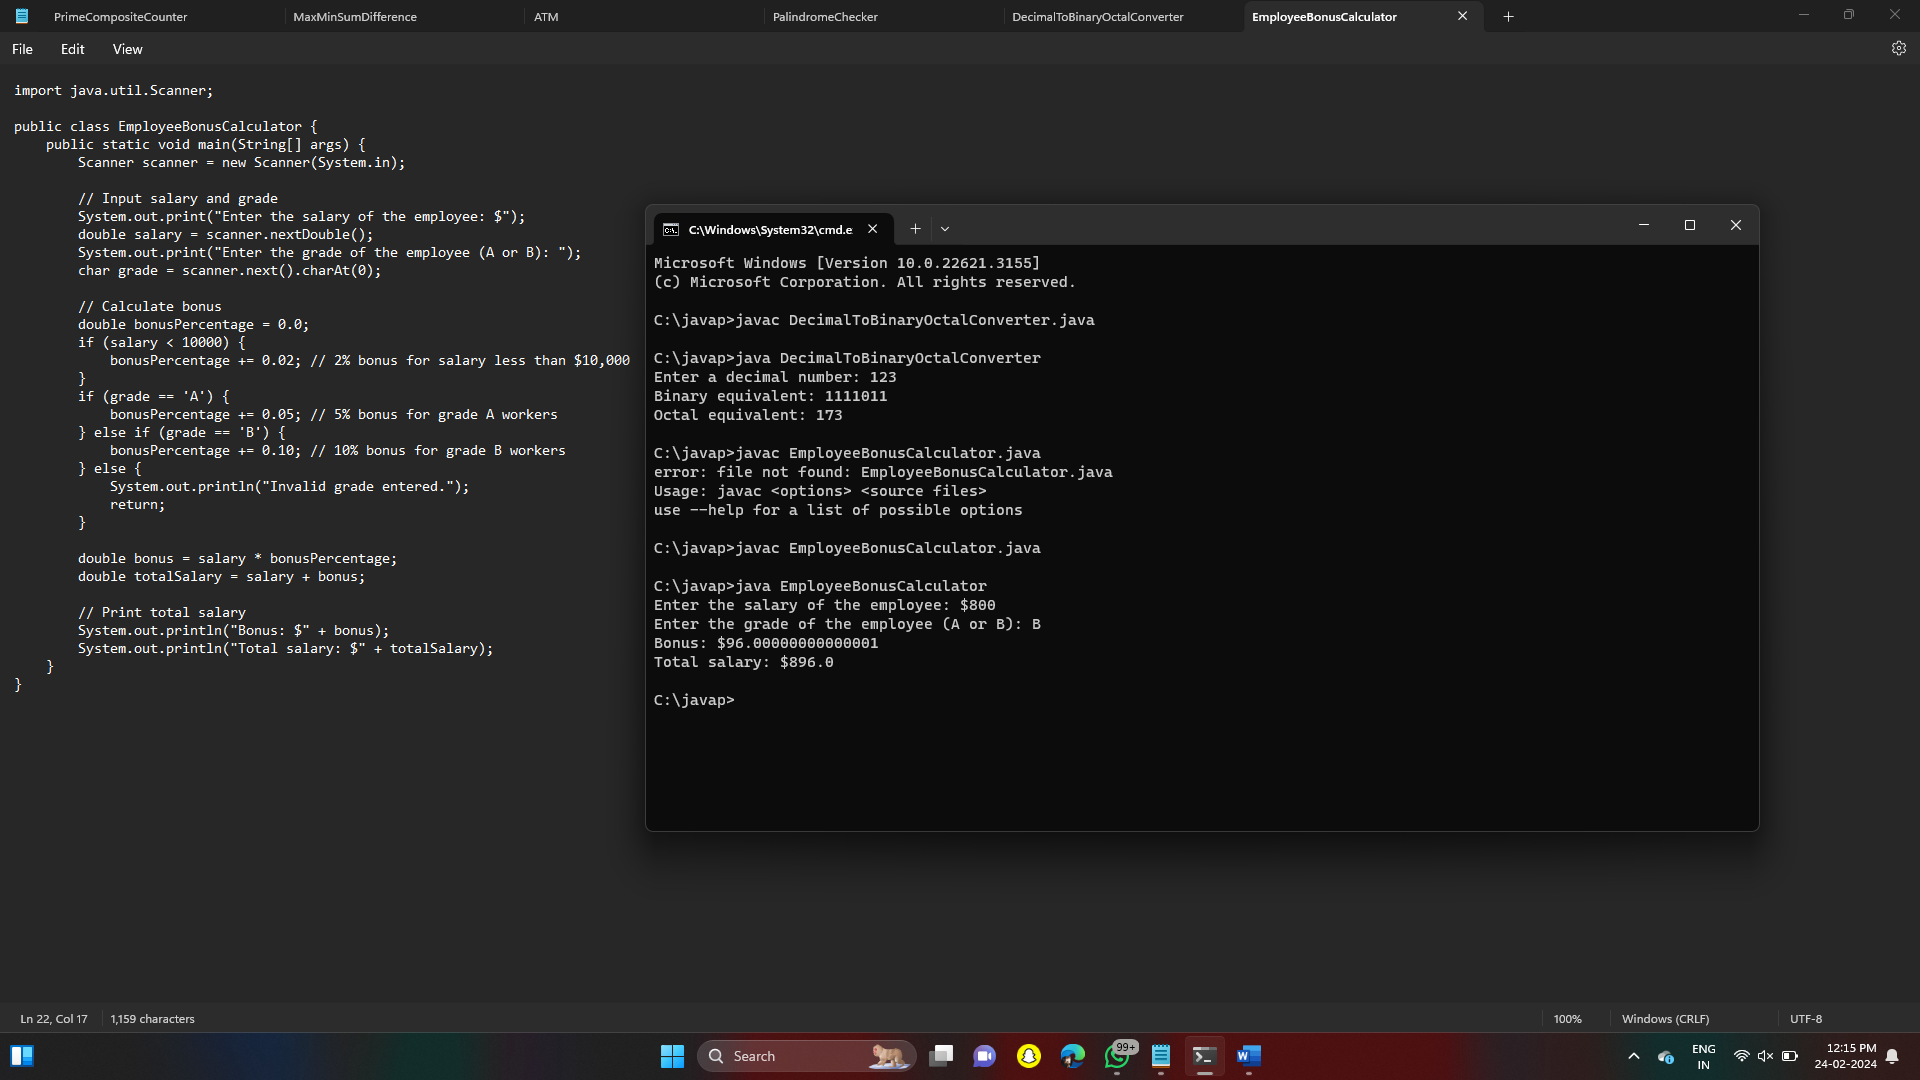 PrimeCompositeCounter
MaxMinSumDifference
ATM
PalindromeChecker
DecimalToBinaryOctalConverter
EmployeeBonusCalculator
File Edit View
import java.util.Scanner;
public class EmployeeBonusCalculator {
public static void main(String[] args) {
Scanner scanner = new Scanner(System.in);
// Input salary and grade
System.out.print("Enter the salary of the employee: $");
double salary = scanner.nextDouble();
System.out.print("Enter the grade of the employee (A or B): ");
char grade = scanner.next().charAt(0);
// Calculate bonus
double bonusPercentage = 0.0;
if (salary < 10000) {
bonusPercentage += 0.02; // 2% bonus for salary less than $10,000
}
if (grade == 'A') {
bonusPercentage += 0.05; // 5% bonus for grade A workers
} else if (grade == 'B') {
bonusPercentage += 0.10; // 10% bonus for grade B workers
} else {
System.out.println("Invalid grade entered.");
return;
}
double bonus = salary * bonusPercentage;
double totalSalary = salary + bonus;
// Print total salary
System.out.println("Bonus: $" + bonus);
System.out.println("Total salary: $" + totalSalary);
}
}
C:\Windows\System32\cmd.e
Microsoft Windows [Version 10.0.22621.3155]
(c) Microsoft Corporation. All rights reserved.
C:\javap>javac DecimalToBinaryOctalConverter.java
C:\javap>java DecimalToBinaryOctalConverter
Enter a decimal number: 123
Binary equivalent: 1111011
Octal equivalent: 173
C:\javap>javac EmployeeBonusCalculator.java
error: file not found: EmployeeBonusCalculator.java
Usage: javac <options> <source files>
use --help for a list of possible options
C:\javap>javac EmployeeBonusCalculator.java
C:\javap>java EmployeeBonusCalculator
Enter the salary of the employee: $800
Enter the grade of the employee (A or B): B
Bonus: $96.00000000000001
Total salary: $896.0
C:\javap>
Ln 22, Col 17
1,159 characters
100%
Windows (CRLF)
UTF-8
Search
99+
ENG
IN
12:15 PM
24-02-2024